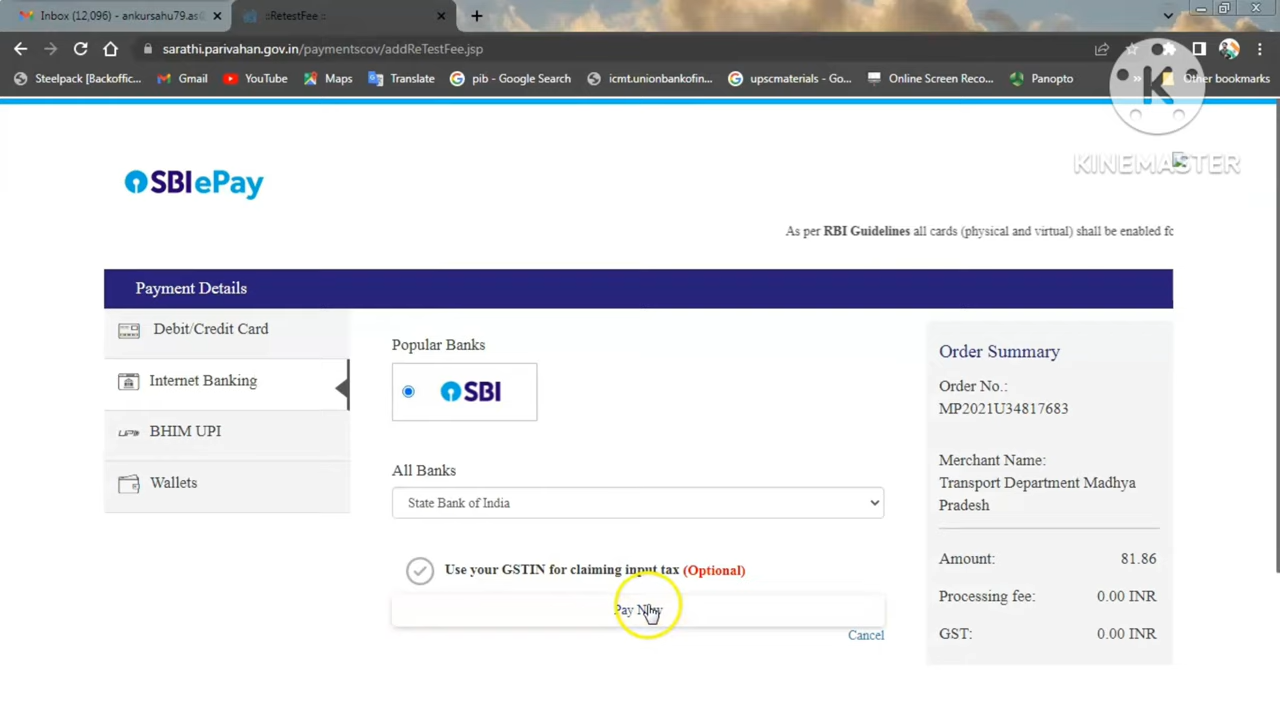 Inbox (12,096) - ankursahu79.as@
::RetestFee ::
sarathi.parivahan.gov.in/paymentscov/addReTestFee.jsp
Steelpack [Backoffic...
Gmail
YouTube
Maps
Translate
pib - Google Search
icmt.unionbankofin...
upscmaterials - Go...
Online Screen Reco...
Panopto
»
Other bookmarks
K
KINEMASTER
SBI ePay
As per RBI Guidelines all cards (physical and virtual) shall be enabled fo
Payment Details
Debit/Credit Card
Internet Banking
BHIM UPI
Wallets
Popular Banks
SBI
All Banks
State Bank of India
Use your GSTIN for claiming input tax (Optional)
Pay Now
Cancel
Order Summary
Order No.:
MP2021U34817683
Merchant Name:
Transport Department Madhya
Pradesh
Amount: 81.86
Processing fee: 0.00 INR
GST: 0.00 INR